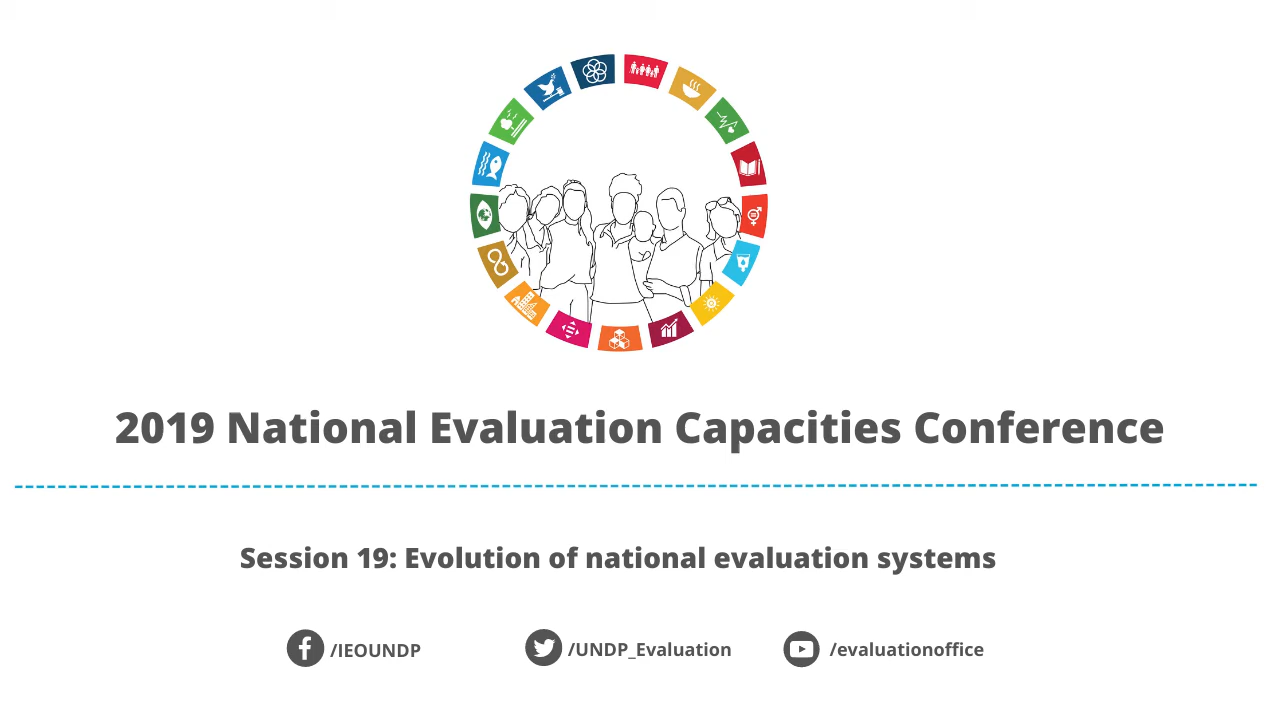 2019 National Evaluation Capacities Conference
Session 19: Evolution of national evaluation systems
/IEOUNDP
/UNDP_Evaluation
/evaluationoffice